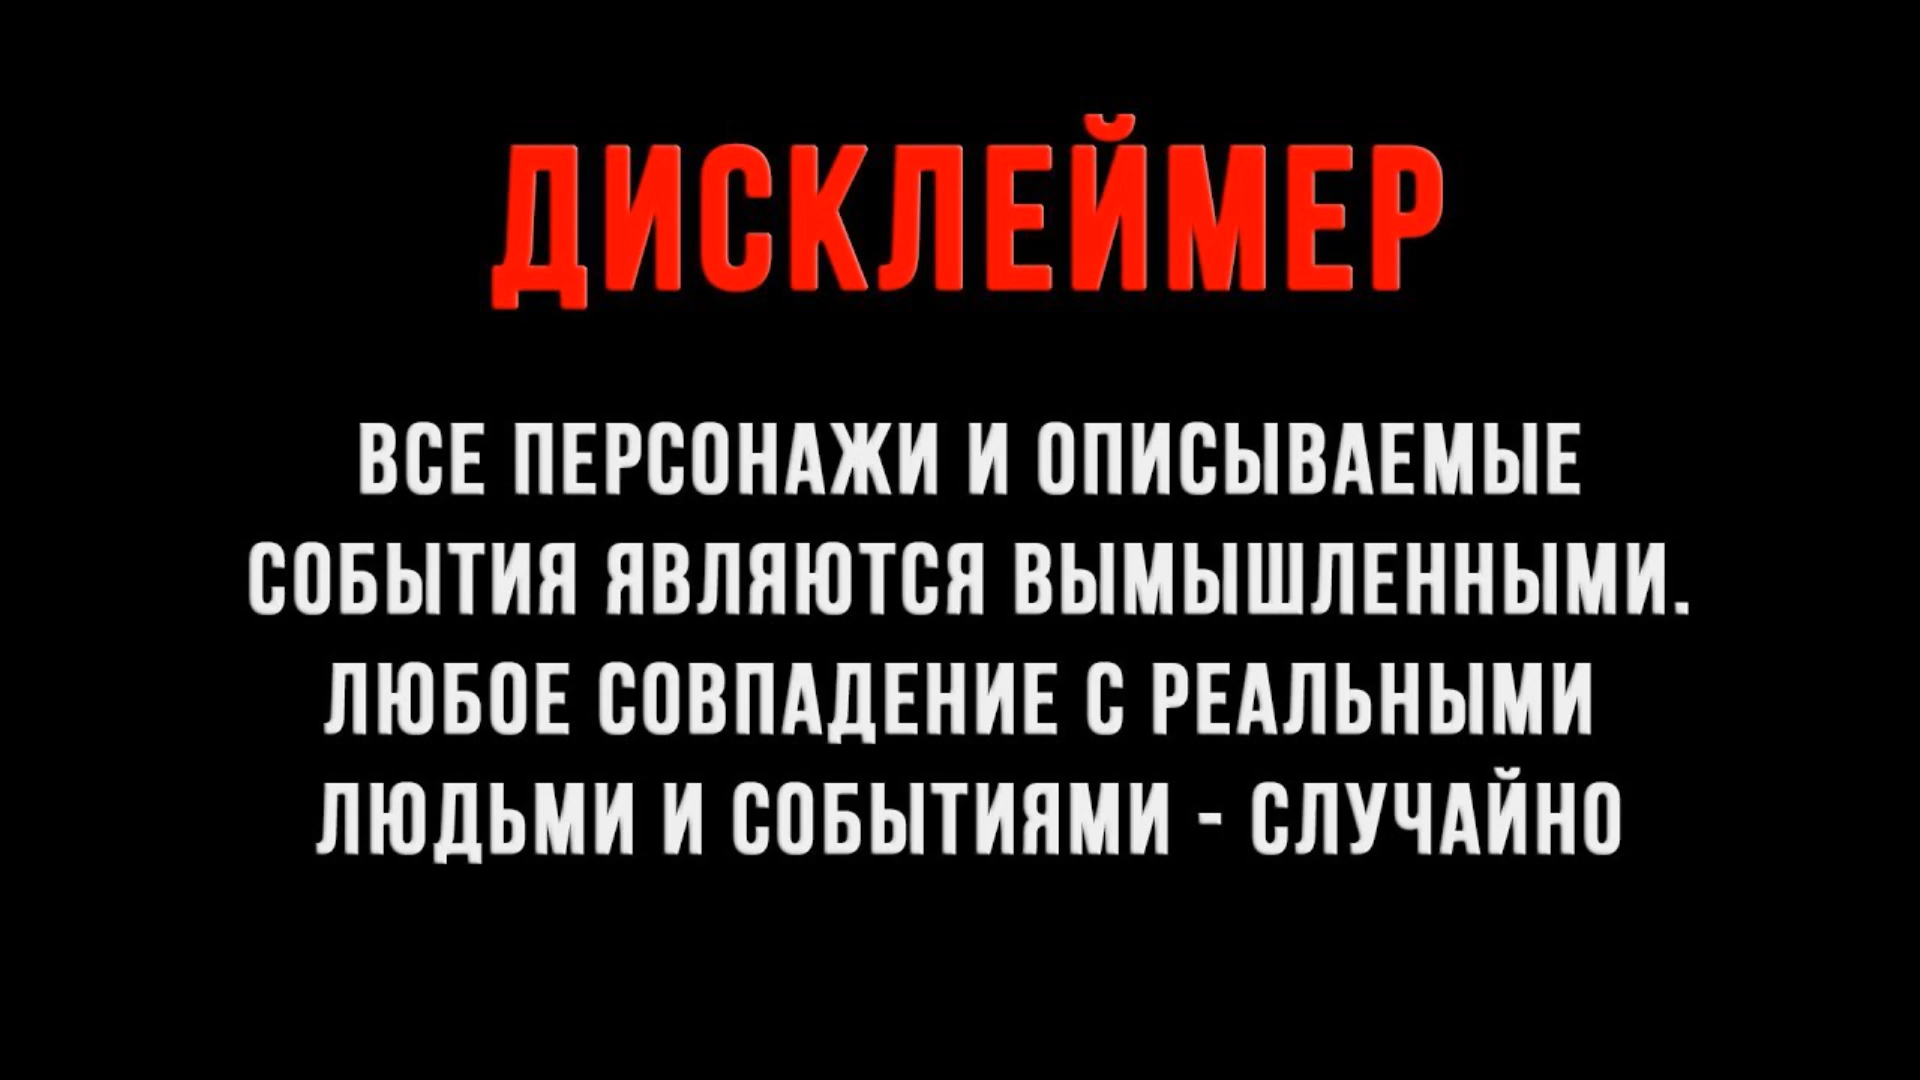 ДИСКЛЕЙМЕР
ВСЕ ПЕРСОНАЖИ И ОПИСЫВАЕМЫЕ
СОБЫТИЯ ЯВЛЯЮТСЯ ВЫМЫШЛЕННЫМИ.
ЛЮБОЕ СОВПАДЕНИЕ С РЕАЛЬНЫМИ
ЛЮДЬМИ И СОБЫТИЯМИ - СЛУЧАЙНО